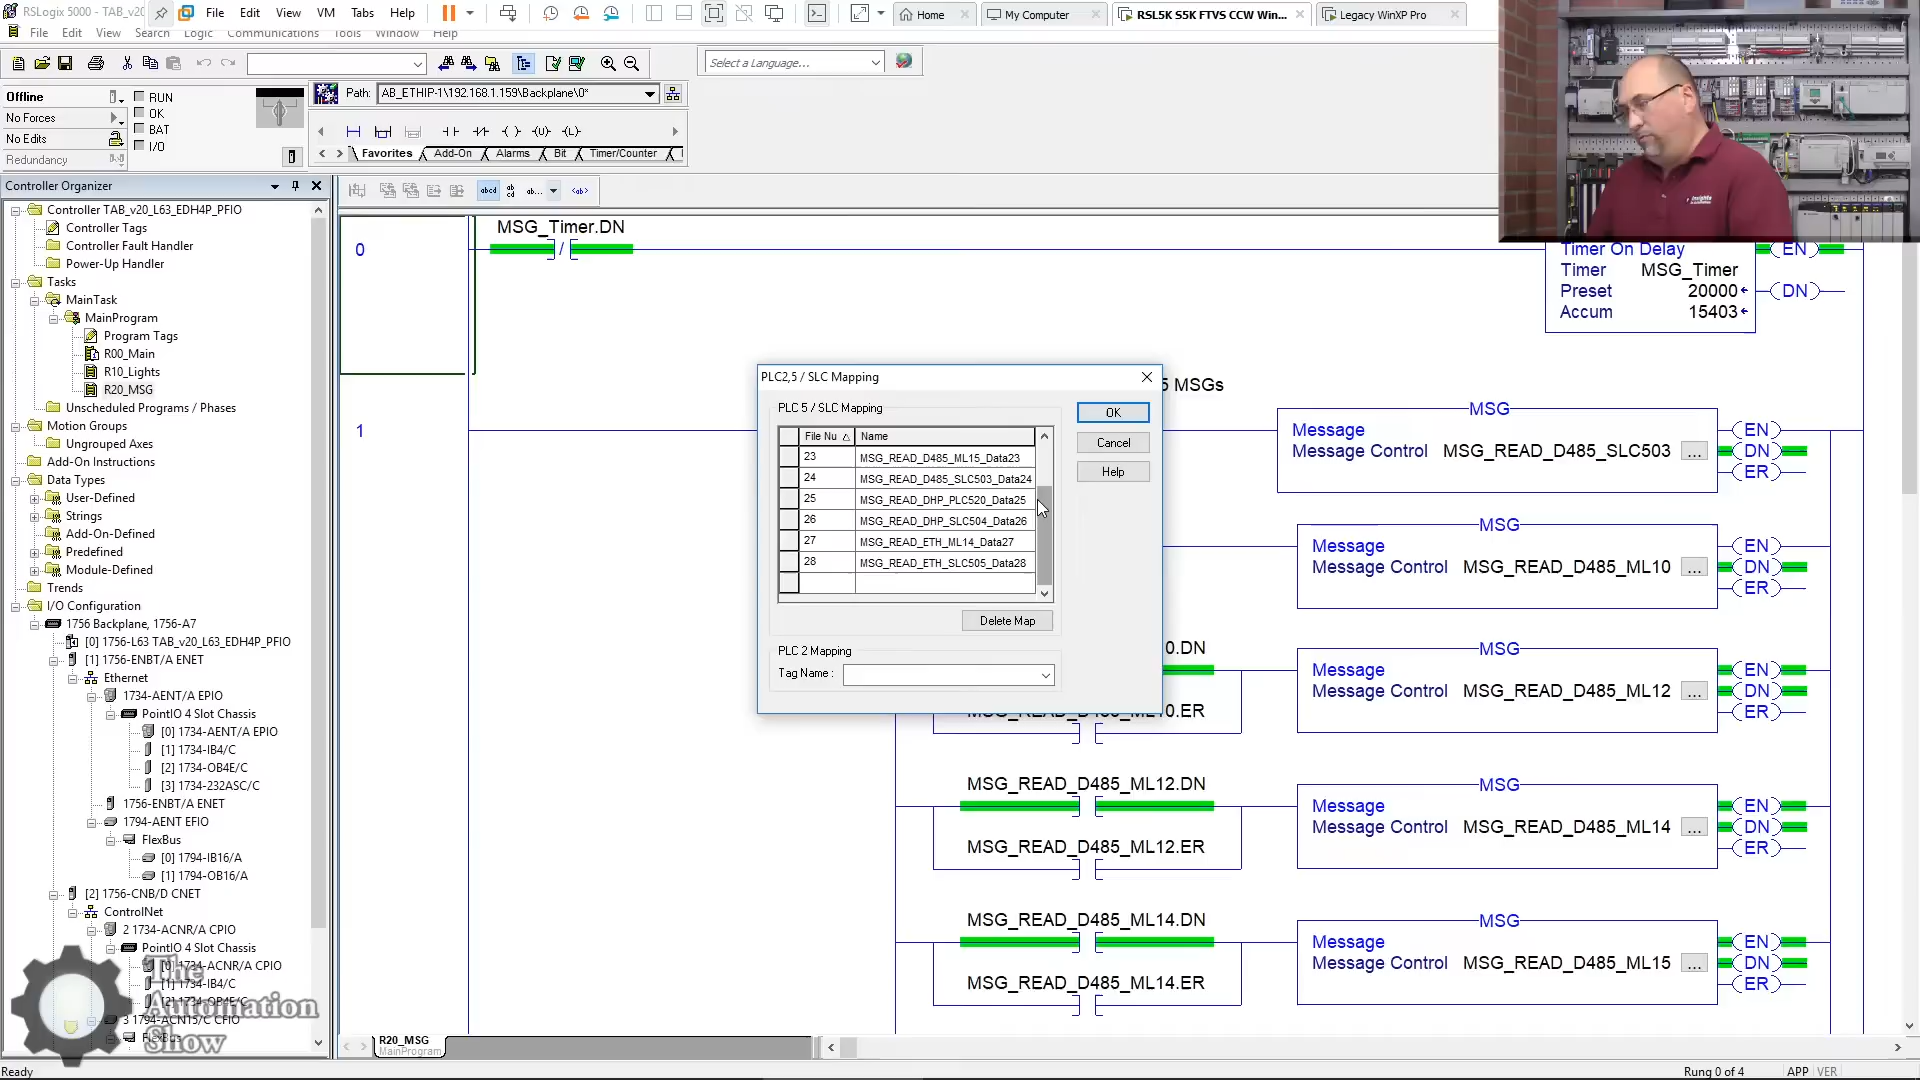 RSLogix 5000 - TAB_v20
File Edit View VM Tabs Help
Home
My Computer
RSL5K S5K FTVS CCW Win...
Legacy WinXP Pro
File Edit View Search Logic Communications Tools Window Help
Select a Language...
Offline
No Forces
No Edits
Redundancy
RUN
OK
BAT
I/O
Path: AB_ETHIP-1\192.168.1.159\Backplane\0*
Favorites Add-On Alarms Bit Timer/Counter
Controller Organizer
Controller TAB_v20_L63_EDH4P_PFIO
Controller Tags
Controller Fault Handler
Power-Up Handler
Tasks
MainTask
MainProgram
Program Tags
R00_Main
R10_Lights
R20_MSG
Unscheduled Programs / Phases
Motion Groups
Ungrouped Axes
Add-On Instructions
Data Types
User-Defined
Strings
Add-On-Defined
Predefined
Module-Defined
Trends
I/O Configuration
1756 Backplane, 1756-A7
[0] 1756-L63 TAB_v20_L63_EDH4P_PFIO
[1] 1756-ENBT/A ENET
Ethernet
1734-AENT/A EPIO
PointIO 4 Slot Chassis
[0] 1734-AENT/A EPIO
[1] 1734-IB4/C
[2] 1734-OB4E/C
[3] 1734-232ASC/C
1756-ENBT/A ENET
1794-AENT EFIO
FlexBus
[0] 1794-IB16/A
[1] 1794-OB16/A
[2] 1756-CNB/D CNET
ControlNet
2 1734-ACNR/A CPIO
PointIO 4 Slot Chassis
[0] 1734-ACNR/A CPIO
[1] 1734-IB4/C
[2] 1734-OB4E/C
3 1794-ACN15/C CFIO
FlexBus
The
Automation
Show
0
MSG_Timer.DN
Timer On Delay
Timer MSG_Timer
Preset 20000
Accum 15403
EN
DN
1
5 MSGs
MSG
Message
Message Control MSG_READ_D485_SLC503 ...
EN
DN
ER
MSG
Message
Message Control MSG_READ_D485_ML10 ...
EN
DN
ER
0.DN
MSG_READ_D485_ML10.ER
MSG
Message
Message Control MSG_READ_D485_ML12 ...
EN
DN
ER
MSG_READ_D485_ML12.DN
MSG_READ_D485_ML12.ER
MSG
Message
Message Control MSG_READ_D485_ML14 ...
EN
DN
ER
MSG_READ_D485_ML14.DN
MSG_READ_D485_ML14.ER
MSG
Message
Message Control MSG_READ_D485_ML15 ...
EN
DN
ER
PLC2,5 / SLC Mapping
PLC 5 / SLC Mapping
File Nu Name
23 MSG_READ_D485_ML15_Data23
24 MSG_READ_D485_SLC503_Data24
25 MSG_READ_DHP_PLC520_Data25
26 MSG_READ_DHP_SLC504_Data26
27 MSG_READ_ETH_ML14_Data27
28 MSG_READ_ETH_SLC505_Data28
OK
Cancel
Help
Delete Map
PLC 2 Mapping
Tag Name :
R20_MSG
MainProgram
Ready
Rung 0 of 4 APP VER